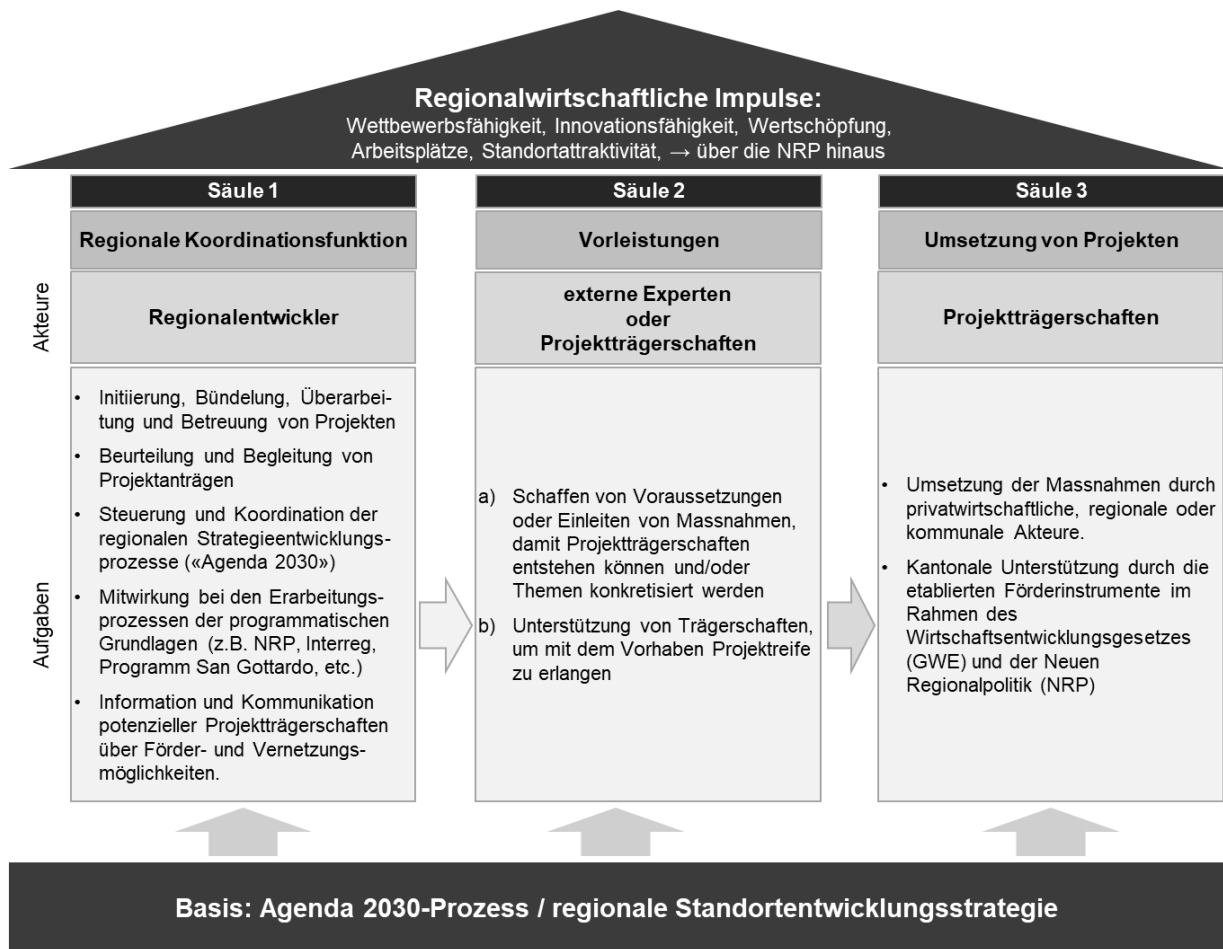 Regionalwirtschaftliche Impulse:
Wettbewerbsfähigkeit, Innovationsfähigkeit, Wertschöpfung,
Arbeitsplätze, Standortattraktivität, → über die NRP hinaus
Säule 1
Regionale Koordinationsfunktion
Akteure
Regionalentwickler
Aufgaben
• Initiierung, Bündelung, Überarbei-
tung und Betreuung von Projekten
• Beurteilung und Begleitung von
Projektanträgen
• Steuerung und Koordination der
regionalen Strategieentwicklungs-
prozesse («Agenda 2030»)
• Mitwirkung bei den Erarbeitungs-
prozessen der programmatischen
Grundlagen (z.B. NRP, Interreg,
Programm San Gottardo, etc.)
• Information und Kommunikation
potenzieller Projektträgerschaften
über Förder- und Vernetzungs-
möglichkeiten.
Säule 2
Vorleistungen
externe Experten
oder
Projektträgerschaften
a) Schaffen von Voraussetzungen
oder Einleiten von Massnahmen,
damit Projektträgerschaften
entstehen können und/oder
Themen konkretisiert werden
b) Unterstützung von Trägerschaften,
um mit dem Vorhaben Projektreife
zu erlangen
Säule 3
Umsetzung von Projekten
Projektträgerschaften
• Umsetzung der Massnahmen durch
privatwirtschaftliche, regionale oder
kommunale Akteure.
• Kantonale Unterstützung durch die
etablierten Förderinstrumente im
Rahmen des
Wirtschaftsentwicklungsgesetzes
(GWE) und der Neuen
Regionalpolitik (NRP)
Basis: Agenda 2030-Prozess / regionale Standortentwicklungsstrategie